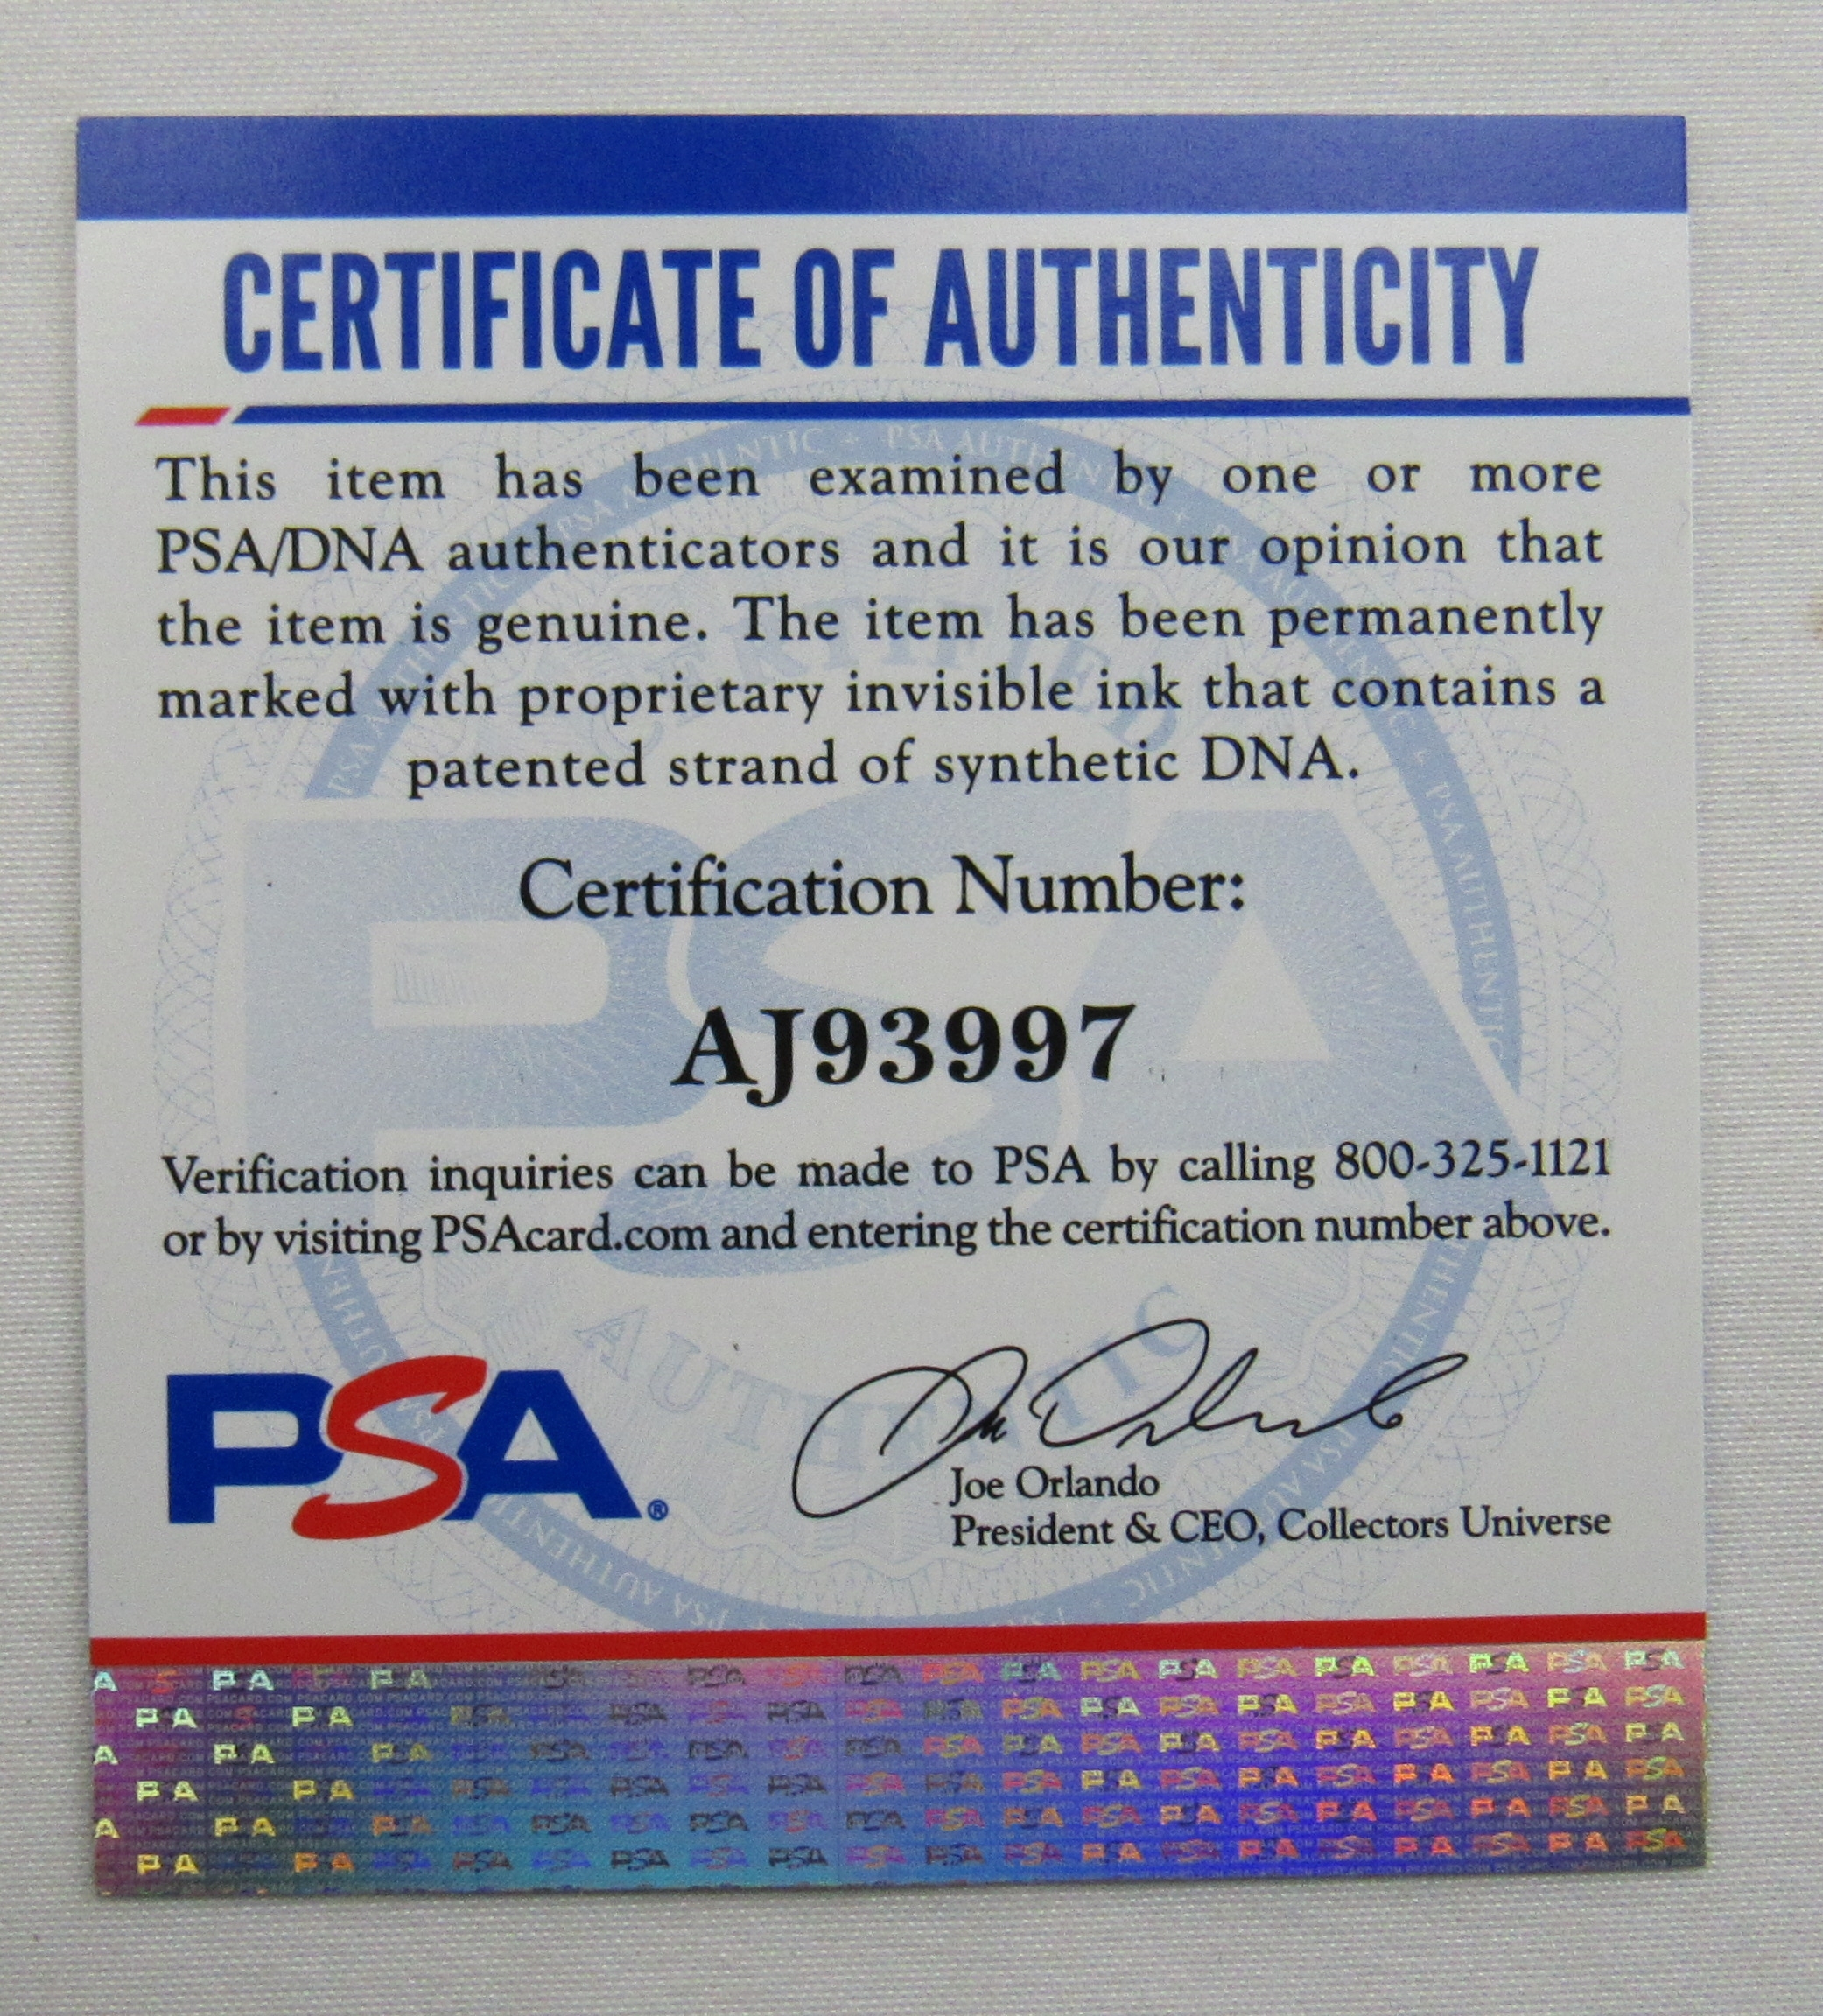 CERTIFICATE OF AUTHENTICITY
This item has been examined by one or more
PSA/DNA authenticators and it is our opinion that
the item is genuine. The item has been permanently
marked with proprietary invisible ink that contains a
patented strand of synthetic DNA.
Certification Number:
AJ93997
Verification inquiries can be made to PSA by calling 800-325-1121
or by visiting PSAcard.com and entering the certification number above.
PSA®
Joe Orlando
President & CEO, Collectors Universe